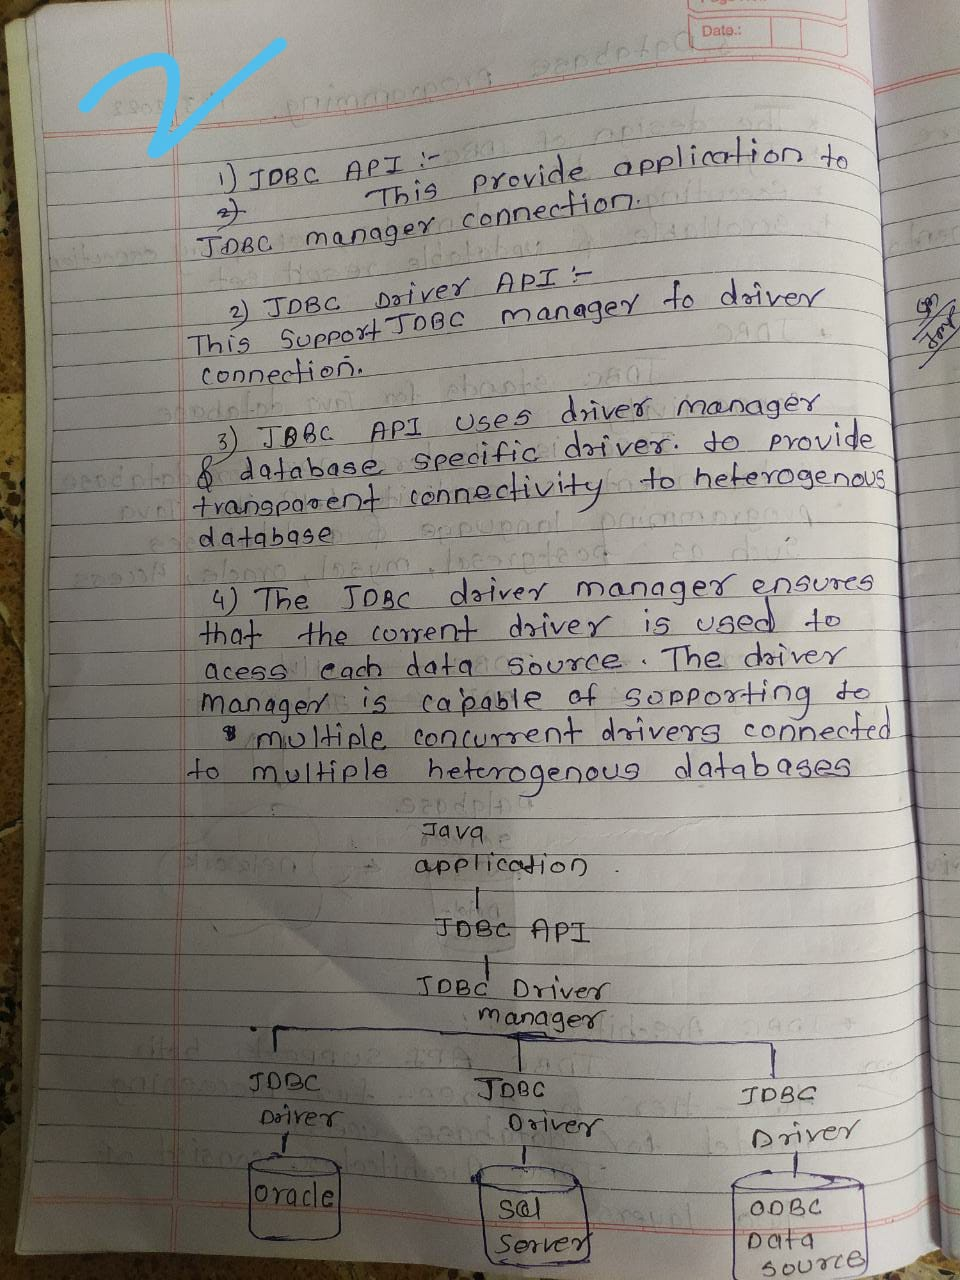 Date.:
2
1) JDBC API :-
2) This provide application to
JDBC manager connection.
2) JDBC Driver API :-
This support JDBC manager to driver
connection.
3) JBBC API uses driver manager
& database specific driver. to provide
transparent connectivity to heterogenous
database
4) The JDBC driver manager ensures
that the corrent driver is used to
acess each data source. The driver
manager is capable of supporting to
multiple concurrent drivers connected
to multiple heterogenous databases
Java
application
JDBC API
JDBC Driver
manager
JDBC JDBC JDBC
Driver Driver Driver
Oracle Sql ODBC
Server Data
source